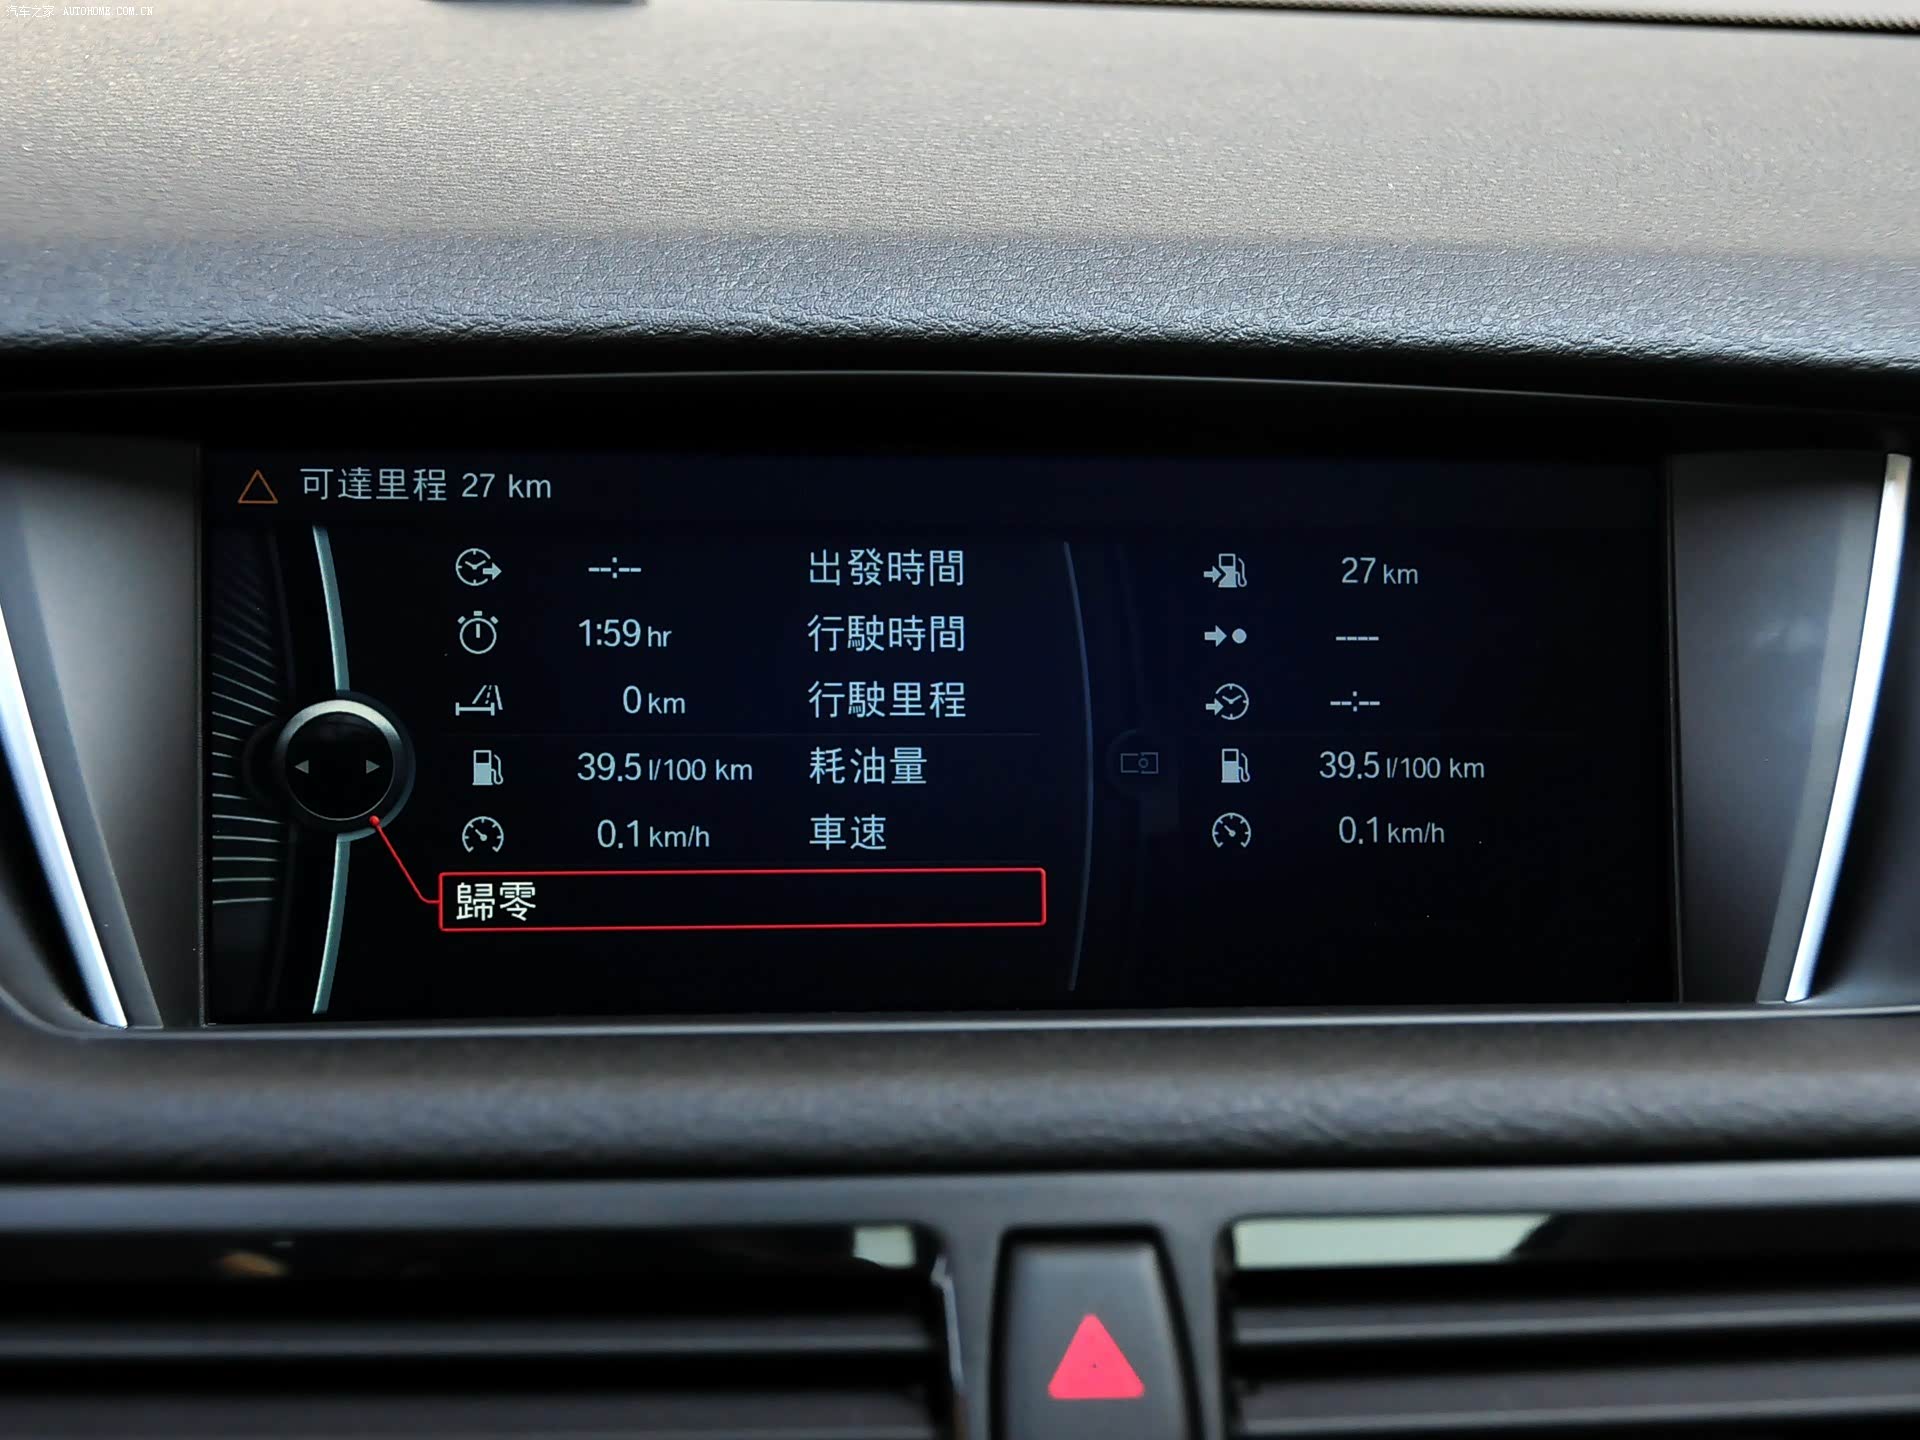 汽车之家 AUTOHOME.COM.CN
可達里程 27 km
--:-- 出發時間 27 km
1:59 hr 行駛時間 ----
0 km 行駛里程 --:--
39.5 l/100 km 耗油量 39.5 l/100 km
0.1 km/h 車速 0.1 km/h
歸零